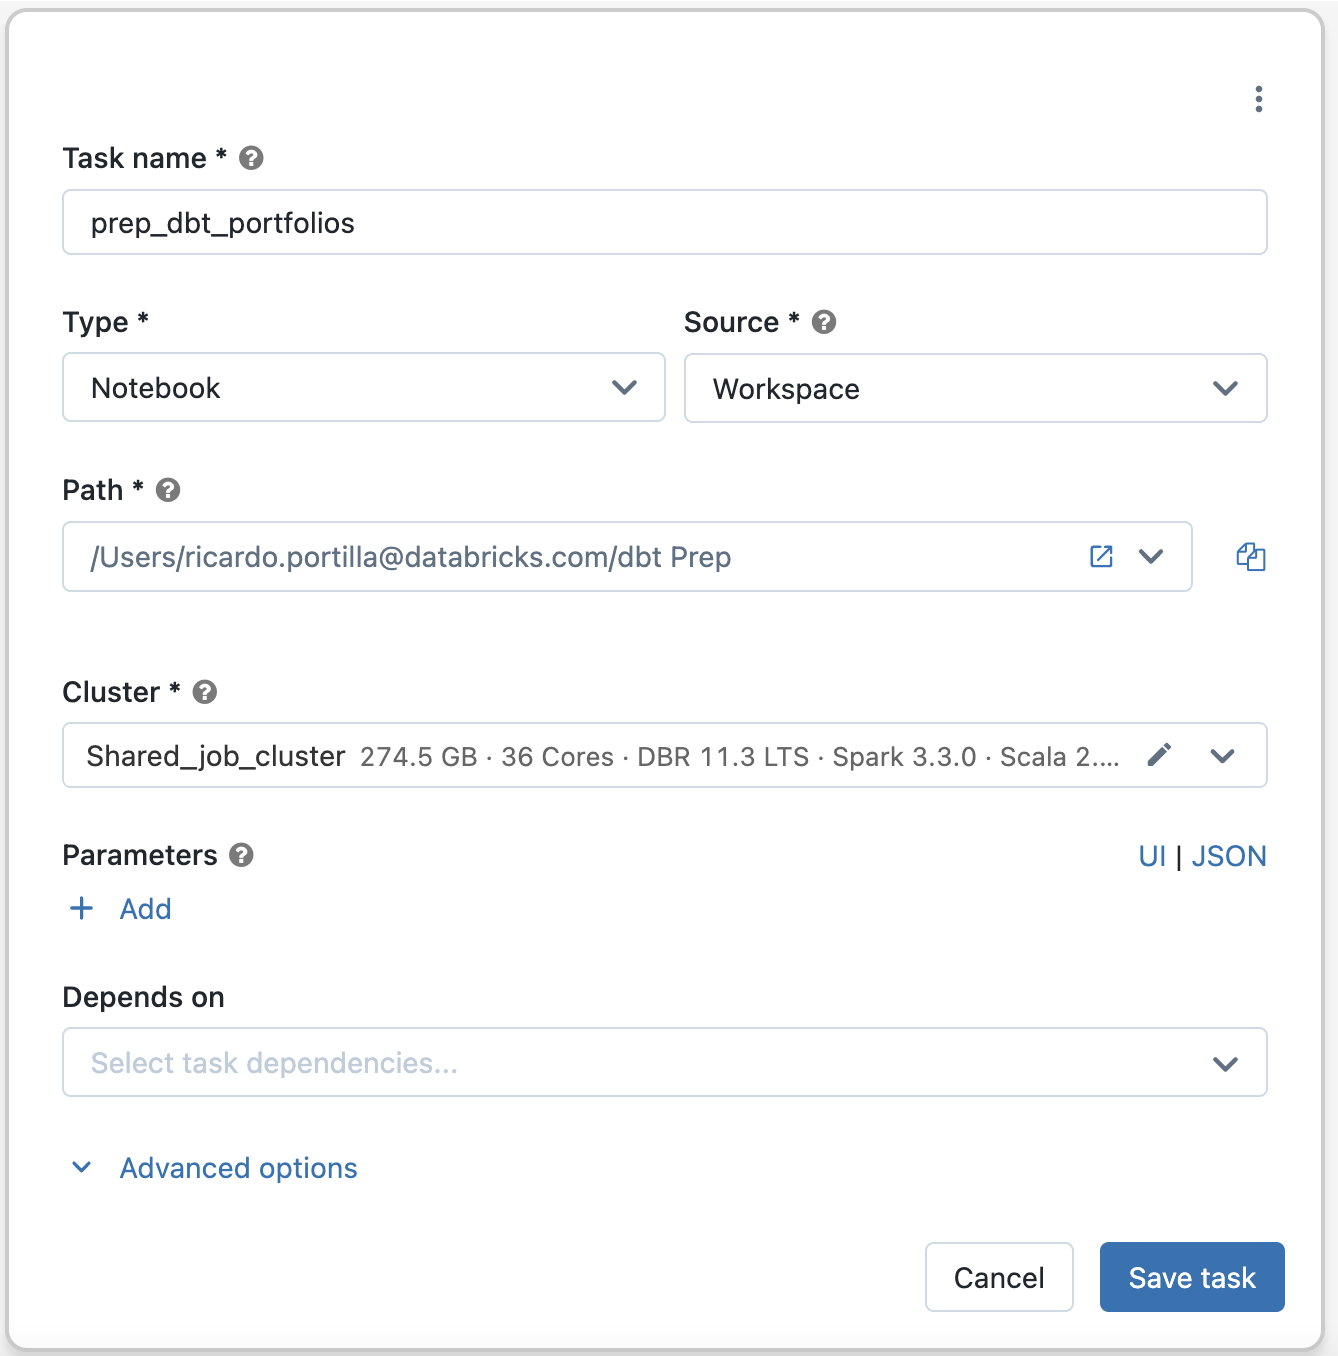 Task name *
prep_dbt_portfolios
Type *
Source *
Notebook
Workspace
Path *
/Users/ricardo.portilla@databricks.com/dbt Prep
Cluster *
Shared_job_cluster 274.5 GB · 36 Cores · DBR 11.3 LTS · Spark 3.3.0 · Scala 2....
Parameters
UI | JSON
+ Add
Depends on
Select task dependencies...
Advanced options
Cancel
Save task